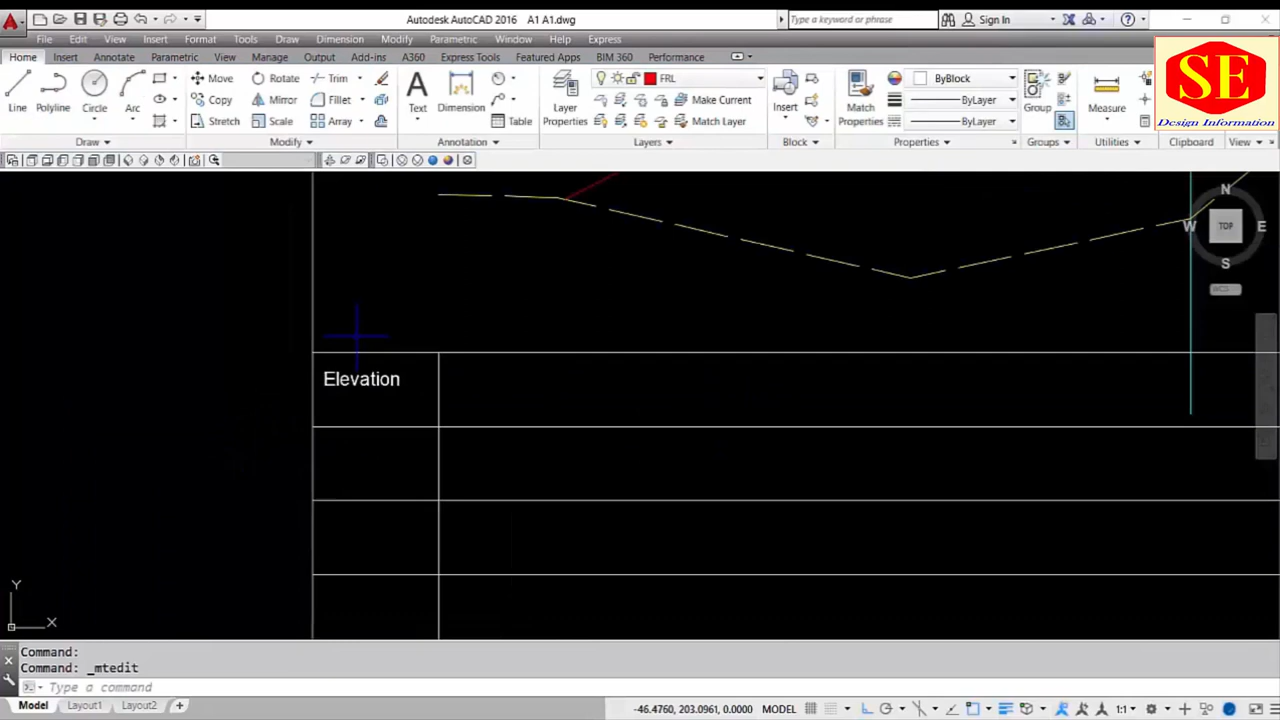 Autodesk AutoCAD 2016 A1 A1.dwg
Type a keyword or phrase
Sign In
File Edit View Insert Format Tools Draw Dimension Modify Parametric Window Help Express
Home Insert Annotate Parametric View Manage Output Add-ins A360 Express Tools Featured Apps BIM 360 Performance
Line Polyline Circle Arc
Move Rotate Trim
Copy Mirror Fillet
Stretch Scale Array
Text Dimension Table
Layer Properties
FRL
Make Current
Match Layer
Insert
Match Properties
ByBlock
ByLayer
ByLayer
Group
Measure
Draw Modify Annotation Layers Block Properties Groups Utilities Clipboard View
SE
Design Information
N
W TOP E
S
Elevation
Y
X
Command:
Command: _mtedit
Type a command
Model Layout1 Layout2 +
-46.4760, 203.0961, 0.0000 MODEL 1:1